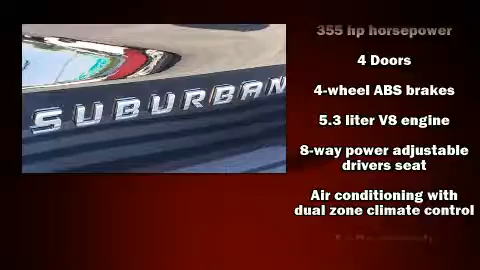 SUBURBAN
355 hp horsepower
4 Doors
4-wheel ABS brakes
5.3 liter V8 engine
8-way power adjustable
drivers seat
Air conditioning with
dual zone climate control